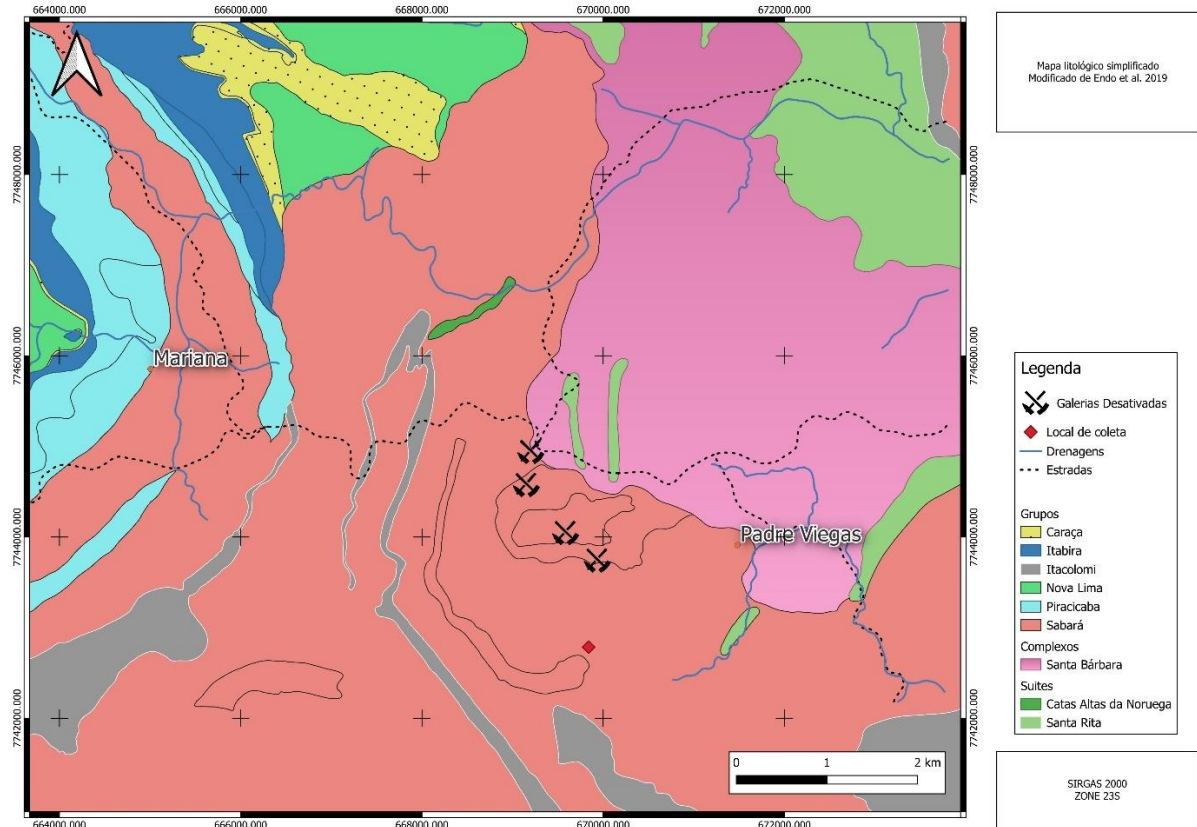 664000.000
666000.000
668000.000
670000.000
672000.000
7748000.000
7748000.000
7746000.000
7746000.000
Mariana
7744000.000
7744000.000
Padre Viegas
7742000.000
7742000.000
0 1 2 km
664000.000
666000.000
668000.000
670000.000
672000.000
Mapa litológico simplificado
Modificado de Endo et al. 2019
Legenda
Galerias Desativadas
Local de coleta
Drenagens
Estradas
Grupos
Caraça
Itabira
Itacolomi
Nova Lima
Piracicaba
Sabará
Complexos
Santa Bárbara
Suites
Catas Altas da Noruega
Santa Rita
SIRGAS 2000
ZONE 23S